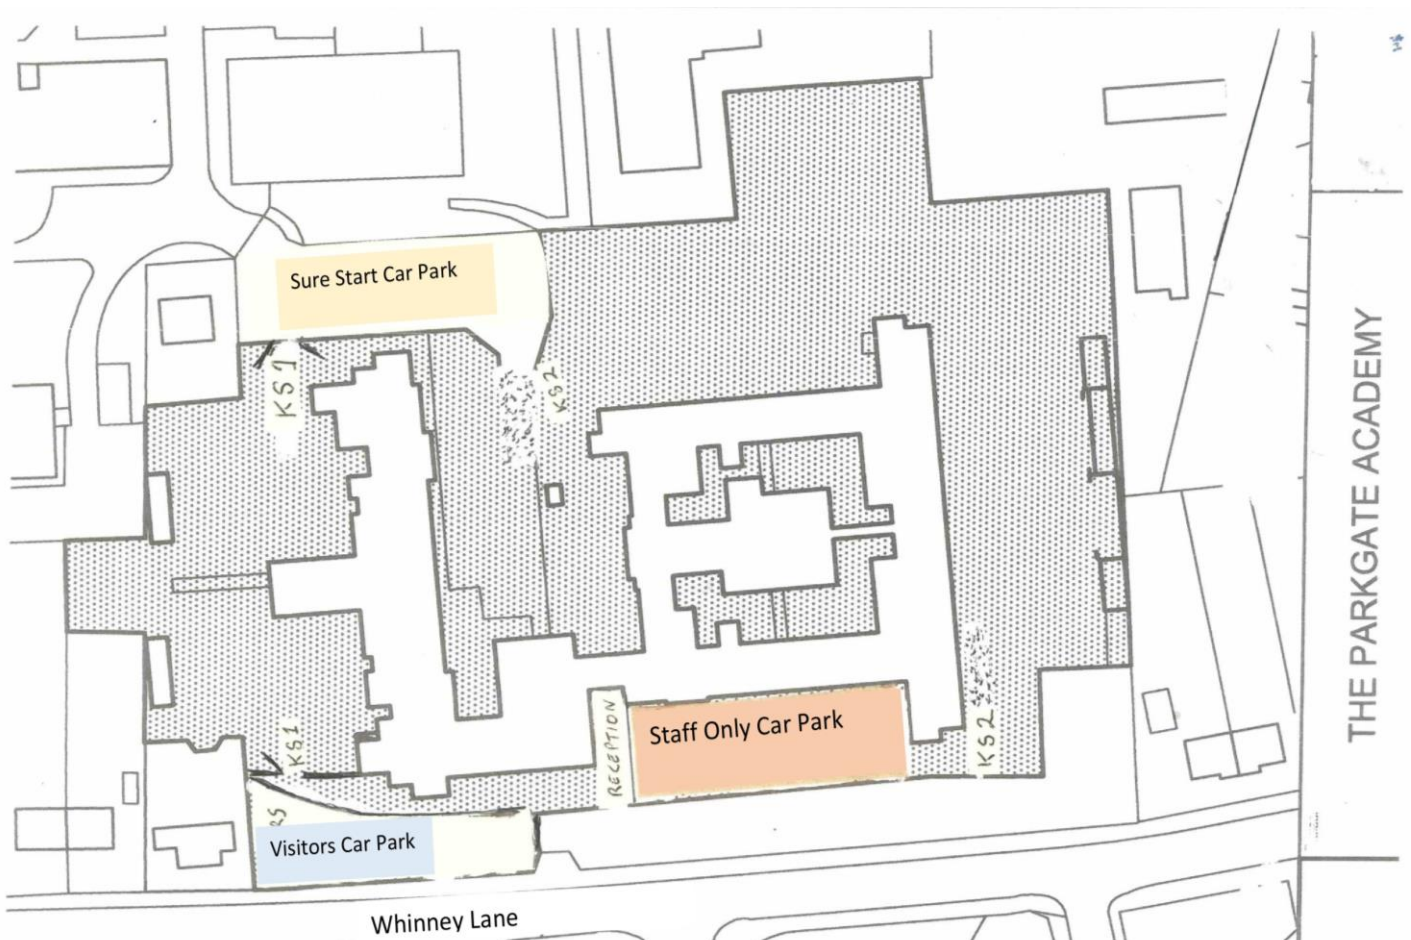 Sure Start Car Park
KS1
KS2
THE PARKGATE ACADEMY
KS1
RECEPTION
Staff Only Car Park
KS2
RS
Visitors Car Park
Whinney Lane